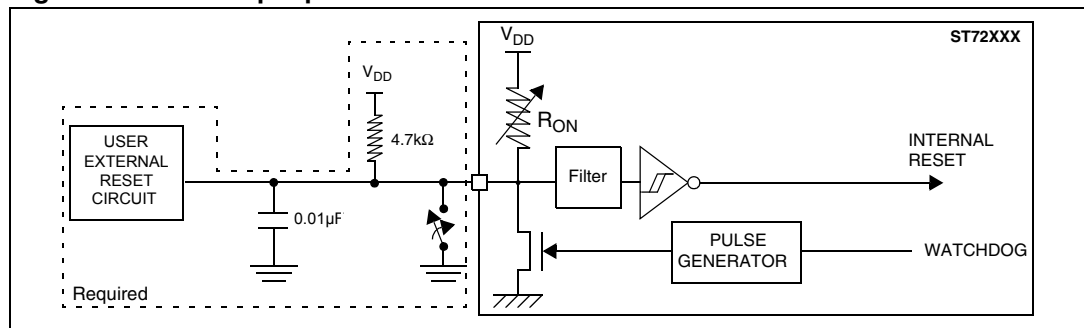 V_DD
ST72XXX
V_DD
R_ON
4.7kΩ
USER
EXTERNAL
RESET
CIRCUIT
Filter
INTERNAL
RESET
0.01µF
PULSE
GENERATOR
WATCHDOG
Required